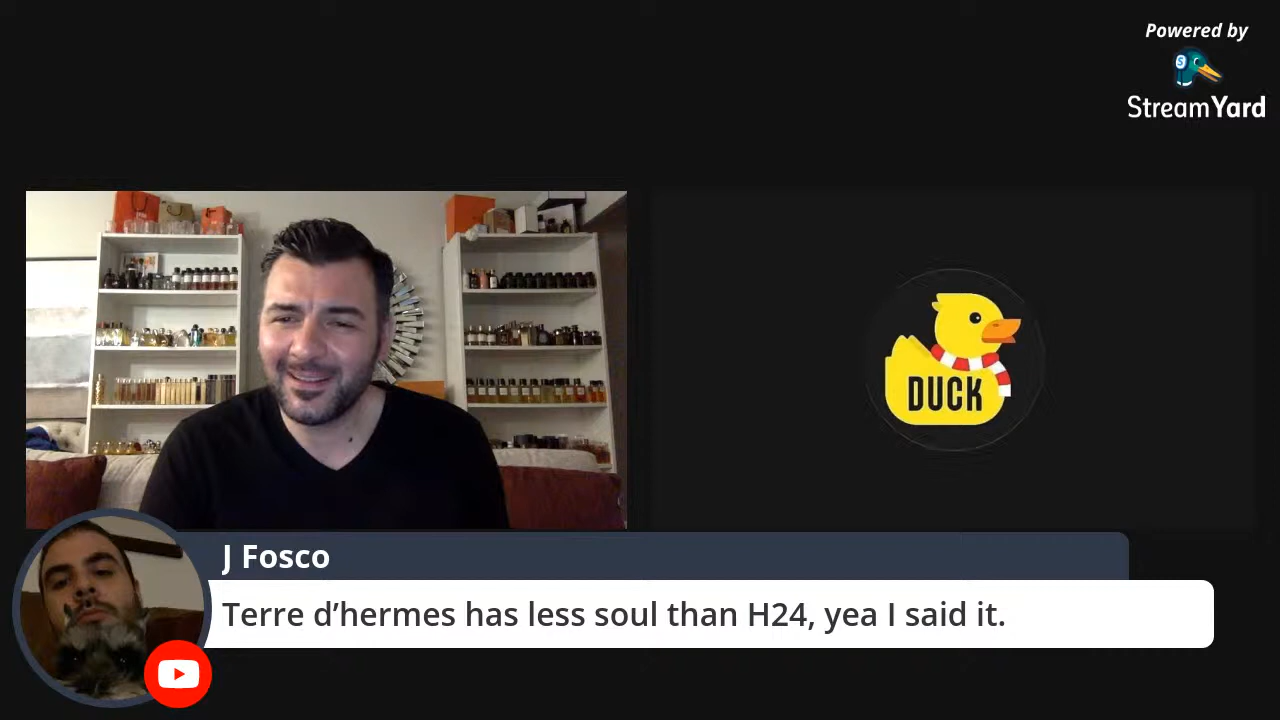 Powered by
StreamYard
DUCK
J Fosco
Terre d’hermes has less soul than H24, yea I said it.